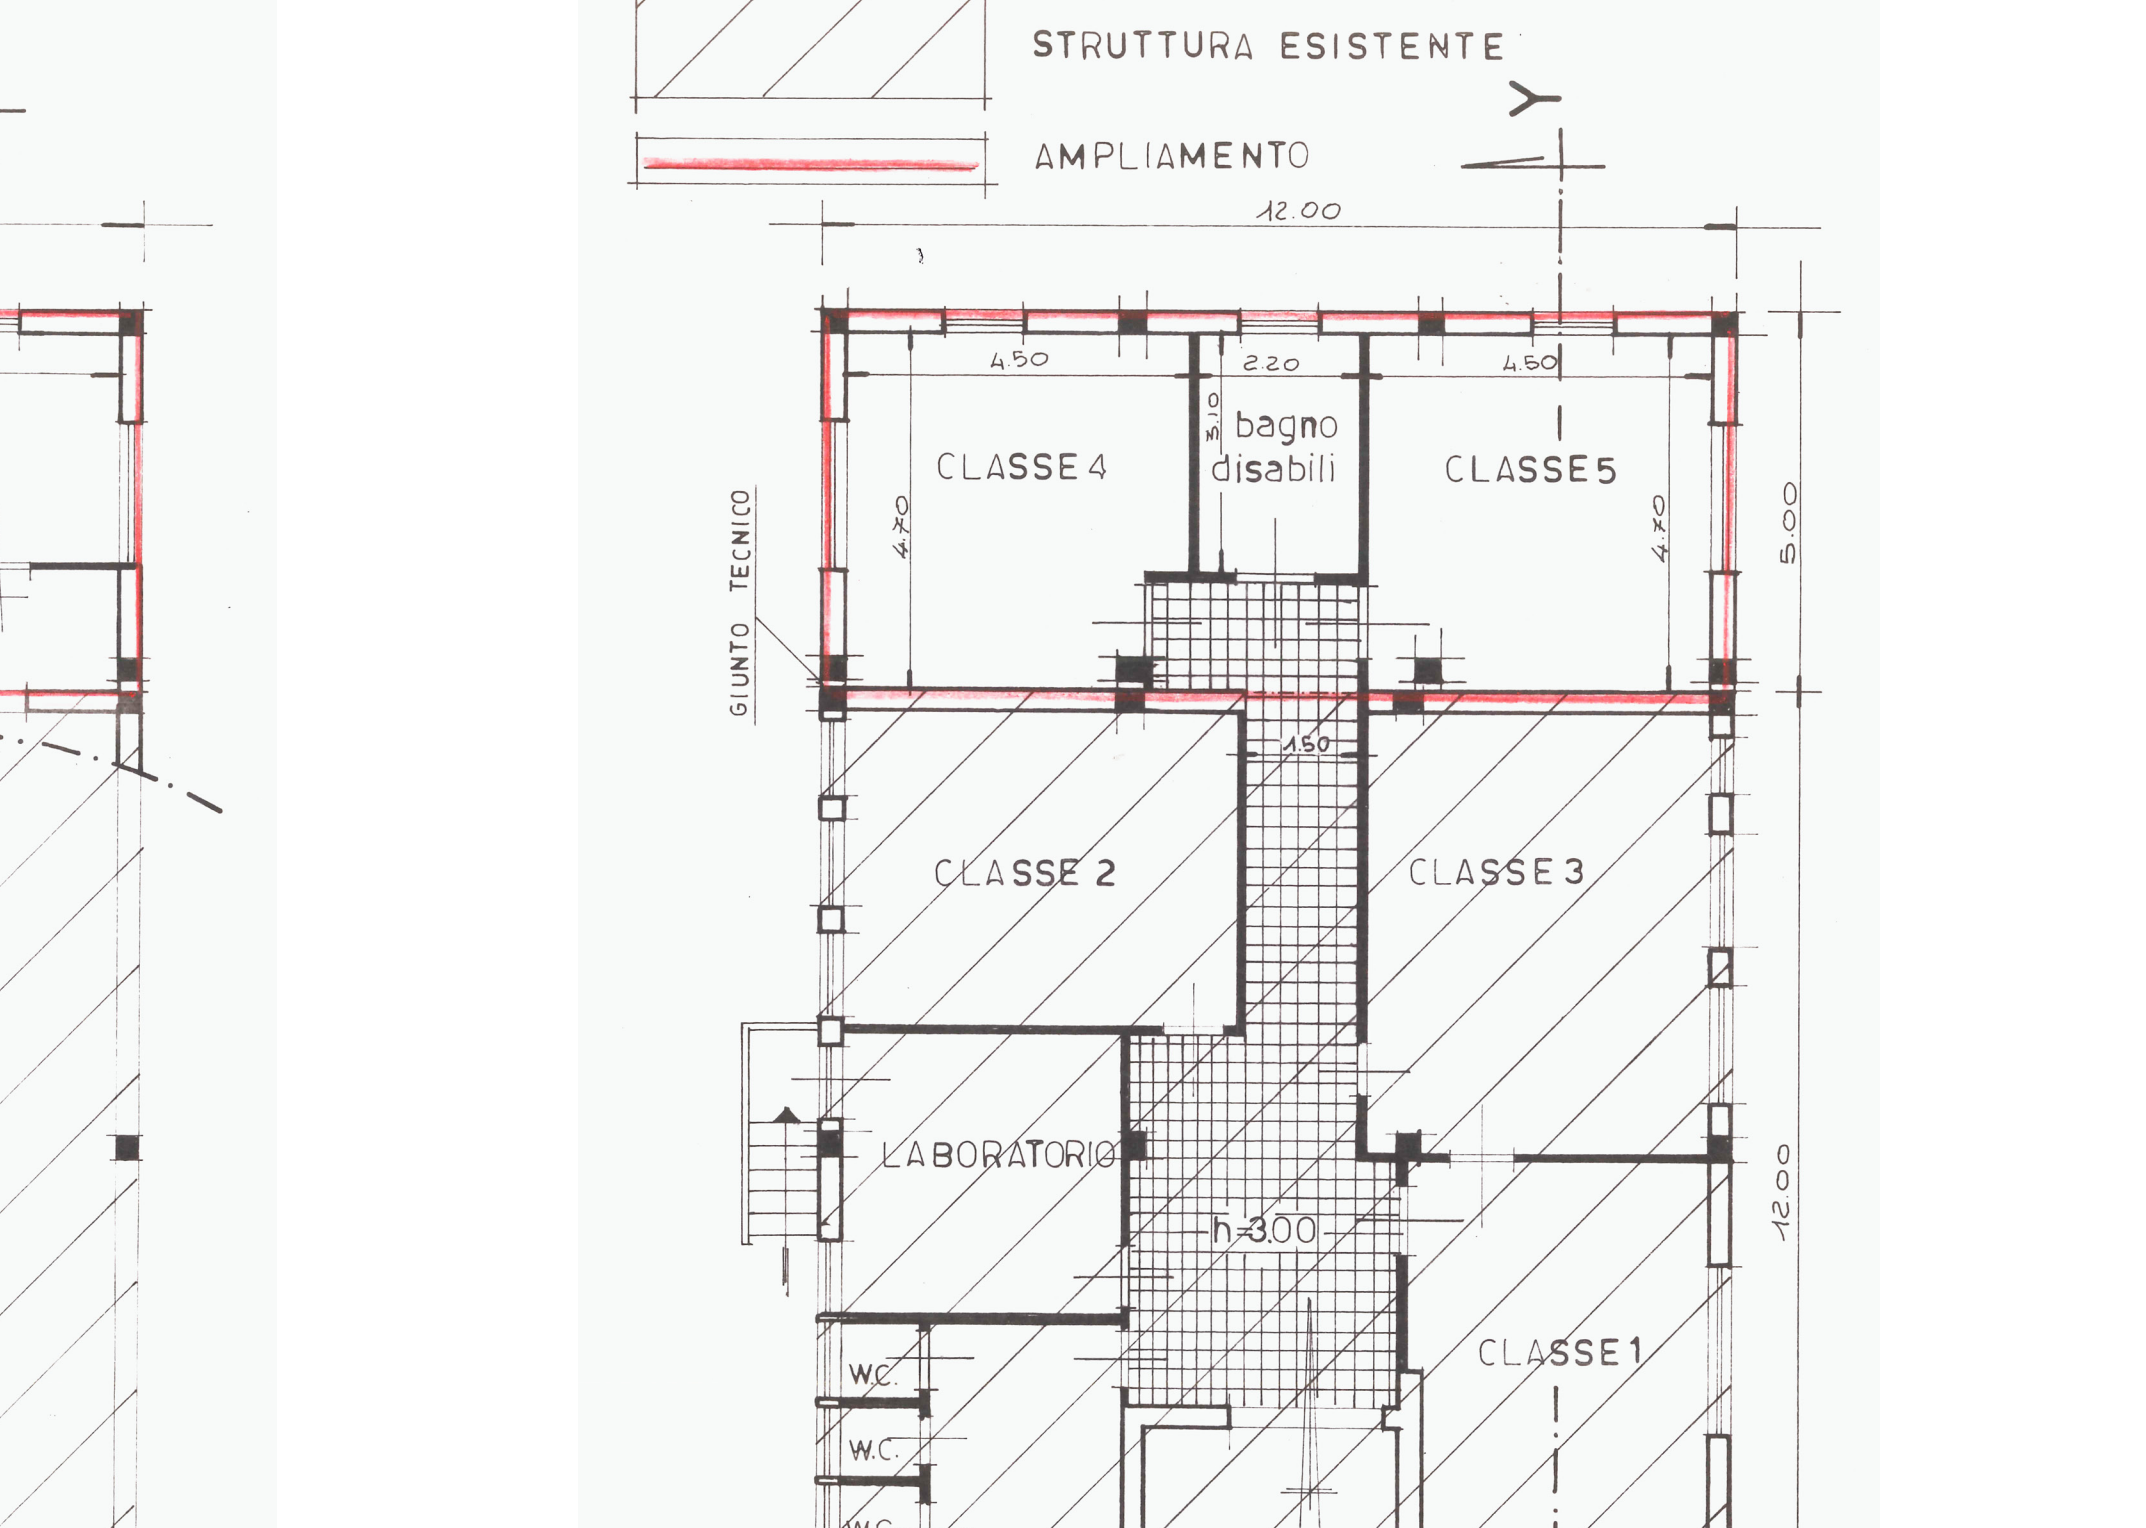 STRUTTURA ESISTENTE
AMPLIAMENTO
12.00
4.50
2.20
4.50
3.10
bagno
disabili
CLASSE 4
CLASSE 5
4.70
4.70
5.00
GIUNTO TECNICO
1.50
CLASSE 2
CLASSE 3
LABORATORIO
12.00
h=3.00
CLASSE 1
W.C.
W.C.
W.C.